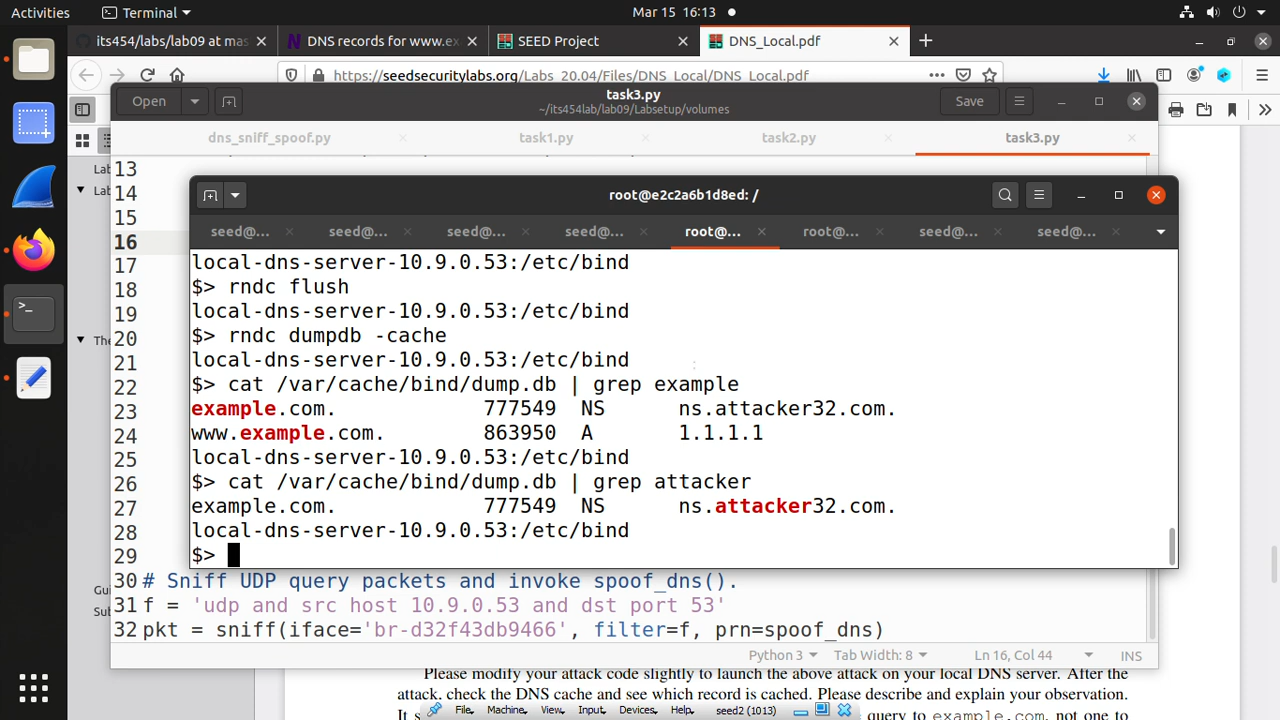 Activities
Terminal
Mar 15 16:13
its454/labs/lab09 at mas
DNS records for www.ex
SEED Project
DNS_Local.pdf
https://seedsecuritylabs.org/Labs_20.04/Files/DNS_Local/DNS_Local.pdf
Open
task3.py
~/its454lab/lab09/Labsetup/volumes
Save
dns_sniff_spoof.py
task1.py
task2.py
task3.py
Lab
Lab
The
Gui
Sub
13
14
15
16
17
18
19
20
21
22
23
24
25
26
27
28
29
root@e2c2a6b1d8ed: /
seed@...
seed@...
seed@...
seed@...
root@...
root@...
seed@...
seed@...
local-dns-server-10.9.0.53:/etc/bind
$> rndc flush
local-dns-server-10.9.0.53:/etc/bind
$> rndc dumpdb -cache
local-dns-server-10.9.0.53:/etc/bind
$> cat /var/cache/bind/dump.db | grep example
example.com. 777549 NS ns.attacker32.com.
www.example.com. 863950 A 1.1.1.1
local-dns-server-10.9.0.53:/etc/bind
$> cat /var/cache/bind/dump.db | grep attacker
example.com. 777549 NS ns.attacker32.com.
local-dns-server-10.9.0.53:/etc/bind
$>
30 # Sniff UDP query packets and invoke spoof_dns().
31 f = 'udp and src host 10.9.0.53 and dst port 53'
32 pkt = sniff(iface='br-d32f43db9466', filter=f, prn=spoof_dns)
Python 3
Tab Width: 8
Ln 16, Col 44
INS
Please modify your attack code slightly to launch the above attack on your local DNS server. After the
attack, check the DNS cache and see which record is cached. Please describe and explain your observation.
It s
query to example.com, not one to
File
Machine
View
Input
Devices
Help
seed2 (1013)